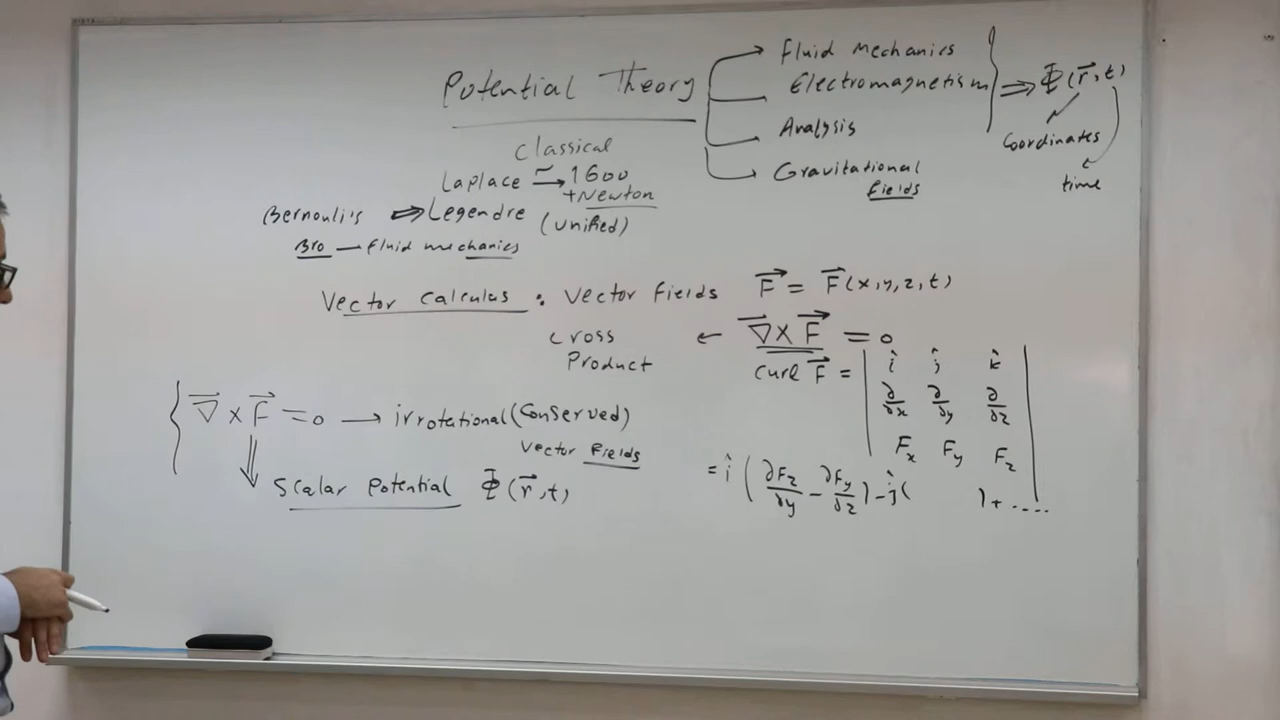 Potential Theory
Fluid Mechanics
Electromagnetism
Analysis
Gravitational
Fields
⇒ Φ(r⃗,t)
Coordinates
time
Classical
Laplace → ~1600
+Newton
Bernouli's ⇒ Legendre (Unified)
Bro — Fluid mechanics
Vector Calculus : Vector Fields F⃗ = F⃗(x,y,z,t)
Cross Product ← ∇⃗×F⃗ = 0
Curl F⃗ = | î ĵ k̂
∂/∂x ∂/∂y ∂/∂z
Fx Fy Fz |
= î (∂Fz/∂y − ∂Fy/∂z) − ĵ( ) + ....
{ ∇⃗×F⃗ = 0 → irrotational (Conserved)
Vector Fields
⇓
Scalar Potential Φ(r⃗,t)